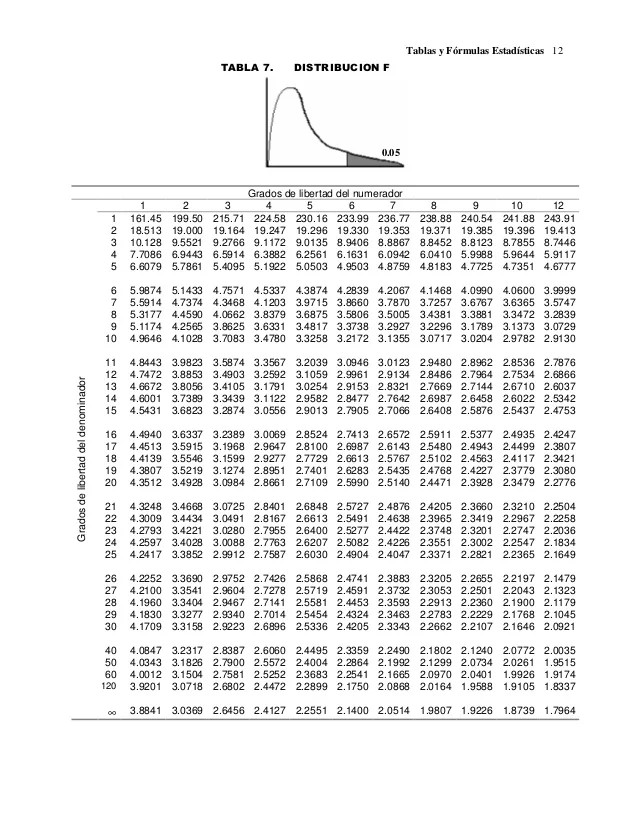 Tablas y Fórmulas Estadísticas 12
TABLA 7. DISTRIBUCION F
0.05
Grados de libertad del numerador
1 2 3 4 5 6 7 8 9 10 12
1 161.45 199.50 215.71 224.58 230.16 233.99 236.77 238.88 240.54 241.88 243.91
2 18.513 19.000 19.164 19.247 19.296 19.330 19.353 19.371 19.385 19.396 19.413
3 10.128 9.5521 9.2766 9.1172 9.0135 8.9406 8.8867 8.8452 8.8123 8.7855 8.7446
4 7.7086 6.9443 6.5914 6.3882 6.2561 6.1631 6.0942 6.0410 5.9988 5.9644 5.9117
5 6.6079 5.7861 5.4095 5.1922 5.0503 4.9503 4.8759 4.8183 4.7725 4.7351 4.6777
6 5.9874 5.1433 4.7571 4.5337 4.3874 4.2839 4.2067 4.1468 4.0990 4.0600 3.9999
7 5.5914 4.7374 4.3468 4.1203 3.9715 3.8660 3.7870 3.7257 3.6767 3.6365 3.5747
8 5.3177 4.4590 4.0662 3.8379 3.6875 3.5806 3.5005 3.4381 3.3881 3.3472 3.2839
9 5.1174 4.2565 3.8625 3.6331 3.4817 3.3738 3.2927 3.2296 3.1789 3.1373 3.0729
10 4.9646 4.1028 3.7083 3.4780 3.3258 3.2172 3.1355 3.0717 3.0204 2.9782 2.9130
11 4.8443 3.9823 3.5874 3.3567 3.2039 3.0946 3.0123 2.9480 2.8962 2.8536 2.7876
12 4.7472 3.8853 3.4903 3.2592 3.1059 2.9961 2.9134 2.8486 2.7964 2.7534 2.6866
13 4.6672 3.8056 3.4105 3.1791 3.0254 2.9153 2.8321 2.7669 2.7144 2.6710 2.6037
14 4.6001 3.7389 3.3439 3.1122 2.9582 2.8477 2.7642 2.6987 2.6458 2.6022 2.5342
15 4.5431 3.6823 3.2874 3.0556 2.9013 2.7905 2.7066 2.6408 2.5876 2.5437 2.4753
16 4.4940 3.6337 3.2389 3.0069 2.8524 2.7413 2.6572 2.5911 2.5377 2.4935 2.4247
17 4.4513 3.5915 3.1968 2.9647 2.8100 2.6987 2.6143 2.5480 2.4943 2.4499 2.3807
18 4.4139 3.5546 3.1599 2.9277 2.7729 2.6613 2.5767 2.5102 2.4563 2.4117 2.3421
19 4.3807 3.5219 3.1274 2.8951 2.7401 2.6283 2.5435 2.4768 2.4227 2.3779 2.3080
20 4.3512 3.4928 3.0984 2.8661 2.7109 2.5990 2.5140 2.4471 2.3928 2.3479 2.2776
21 4.3248 3.4668 3.0725 2.8401 2.6848 2.5727 2.4876 2.4205 2.3660 2.3210 2.2504
22 4.3009 3.4434 3.0491 2.8167 2.6613 2.5491 2.4638 2.3965 2.3419 2.2967 2.2258
23 4.2793 4.4221 3.0280 2.7955 2.6400 2.5277 2.4422 2.3748 2.3201 2.2747 2.2036
24 4.2597 3.4028 3.0088 2.7763 2.6207 2.5082 2.4226 2.3551 2.3002 2.2547 2.1834
25 4.2417 3.3852 2.9912 2.7587 2.6030 2.4904 2.4047 2.3371 2.2821 2.2365 2.1649
26 4.2252 3.3690 2.9752 2.7426 2.5868 2.4741 2.3883 2.3205 2.2655 2.2197 2.1479
27 4.2100 3.3541 2.9604 2.7278 2.5719 2.4591 2.3732 2.3053 2.2501 2.2043 2.1323
28 4.1960 3.3404 2.9467 2.7141 2.5581 2.4453 2.3593 2.2913 2.2360 2.1900 2.1179
29 4.1830 3.3277 2.9340 2.7014 2.5454 2.4324 2.3463 2.2783 2.2229 2.1768 2.1045
30 4.1709 3.3158 2.9223 2.6896 2.5336 2.4205 2.3343 2.2662 2.2107 2.1646 2.0921
40 4.0847 3.2317 2.8387 2.6060 2.4495 2.3359 2.2490 2.1802 2.1240 2.0772 2.0035
50 4.0343 3.1826 2.7900 2.5572 2.4004 2.2864 2.1992 2.1299 2.0734 2.0261 1.9515
60 4.0012 3.1504 2.7581 2.5252 2.3683 2.2541 2.1665 2.0970 2.0401 1.9926 1.9174
120 3.9201 3.0718 2.6802 2.4472 2.2899 2.1750 2.0868 2.0164 1.9588 1.9105 1.8337
∞ 3.8841 3.0369 2.6456 2.4127 2.2551 2.1400 2.0514 1.9807 1.9226 1.8739 1.7964
Grados de libertad del denominador